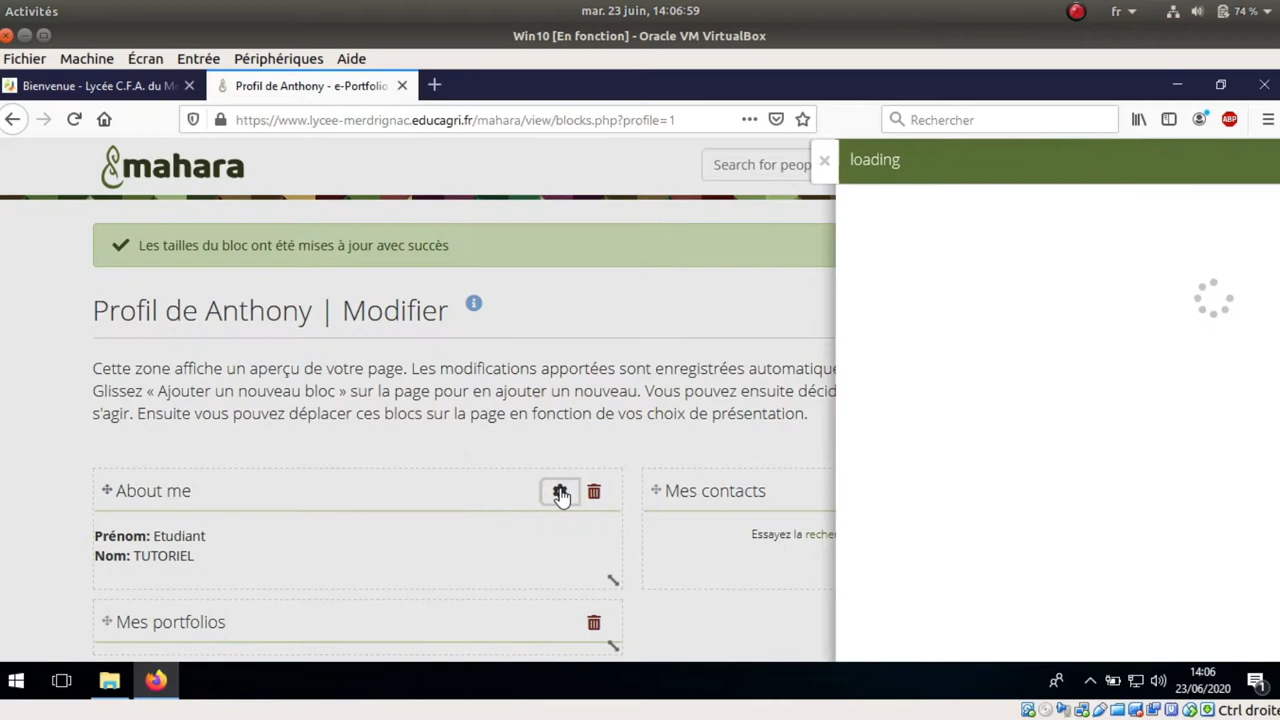 Activités
mar. 23 juin, 14:06:59
fr
74 %
Win10 [En fonction] - Oracle VM VirtualBox
Fichier Machine Écran Entrée Périphériques Aide
Bienvenue - Lycée C.F.A. du Me
Profil de Anthony - e-Portfolio
https://www.lycee-merdrignac.educagri.fr/mahara/view/blocks.php?profile=1
Rechercher
ABP
mahara
Search for peop
loading
Les tailles du bloc ont été mises à jour avec succès
Profil de Anthony | Modifier
Cette zone affiche un aperçu de votre page. Les modifications apportées sont enregistrées automatique
Glissez « Ajouter un nouveau bloc » sur la page pour en ajouter un nouveau. Vous pouvez ensuite décid
s'agir. Ensuite vous pouvez déplacer ces blocs sur la page en fonction de vos choix de présentation.
About me
Mes contacts
Prénom: Etudiant
Essayez la recher
Nom: TUTORIEL
Mes portfolios
14:06
23/06/2020
1
Ctrl droite